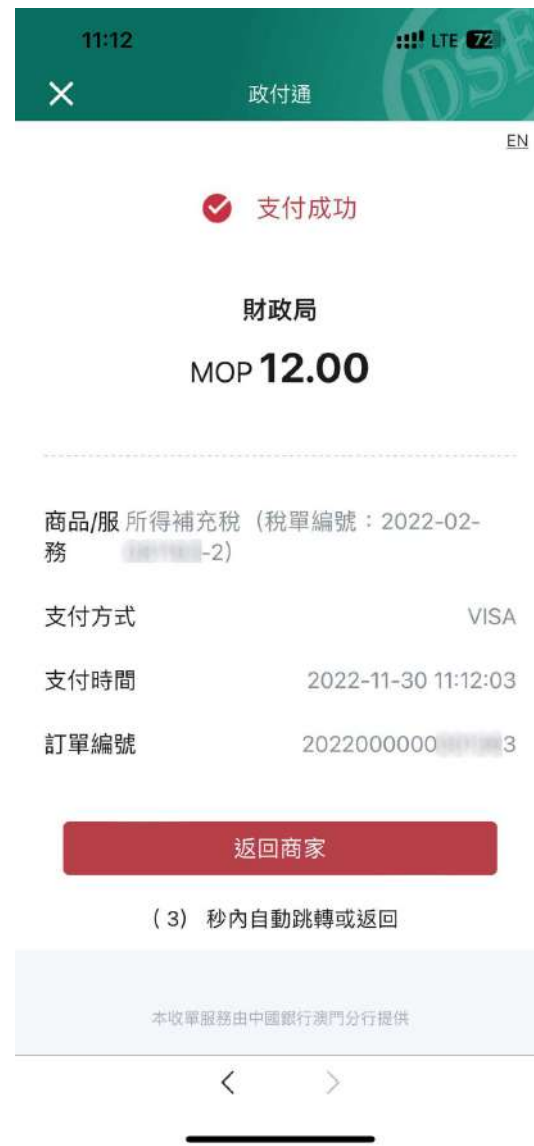 11:12 LTE 72
政付通
DSF
EN
支付成功
財政局
MOP 12.00
商品/服務 所得補充稅（稅單編號：2022-02-
-2）
支付方式 VISA
支付時間 2022-11-30 11:12:03
訂單編號 2022000000 3
返回商家
（3） 秒內自動跳轉或返回
本收單服務由中國銀行澳門分行提供